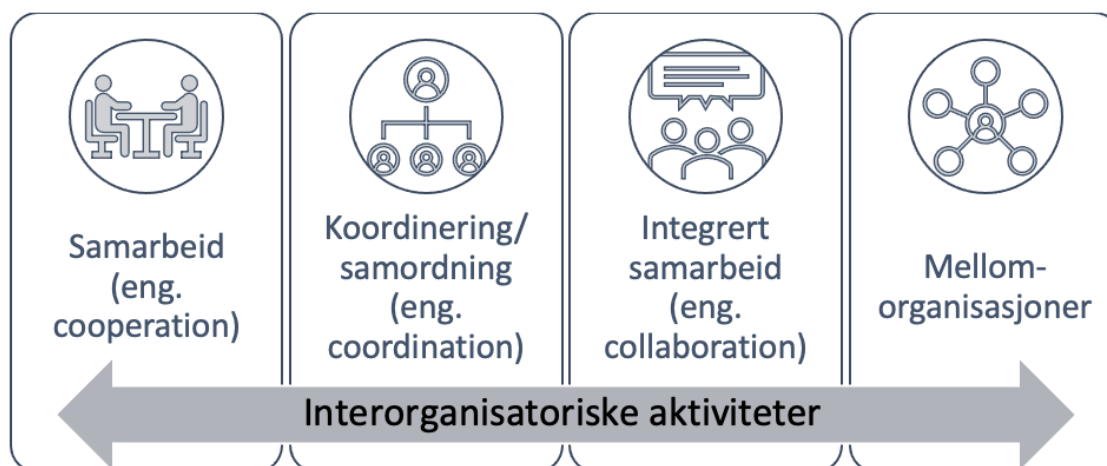 Samarbeid
(eng.
cooperation)
Koordinering/
samordning
(eng.
coordination)
Integrert
samarbeid
(eng.
collaboration)
Mellom-
organisasjoner
Interorganisatoriske aktiviteter